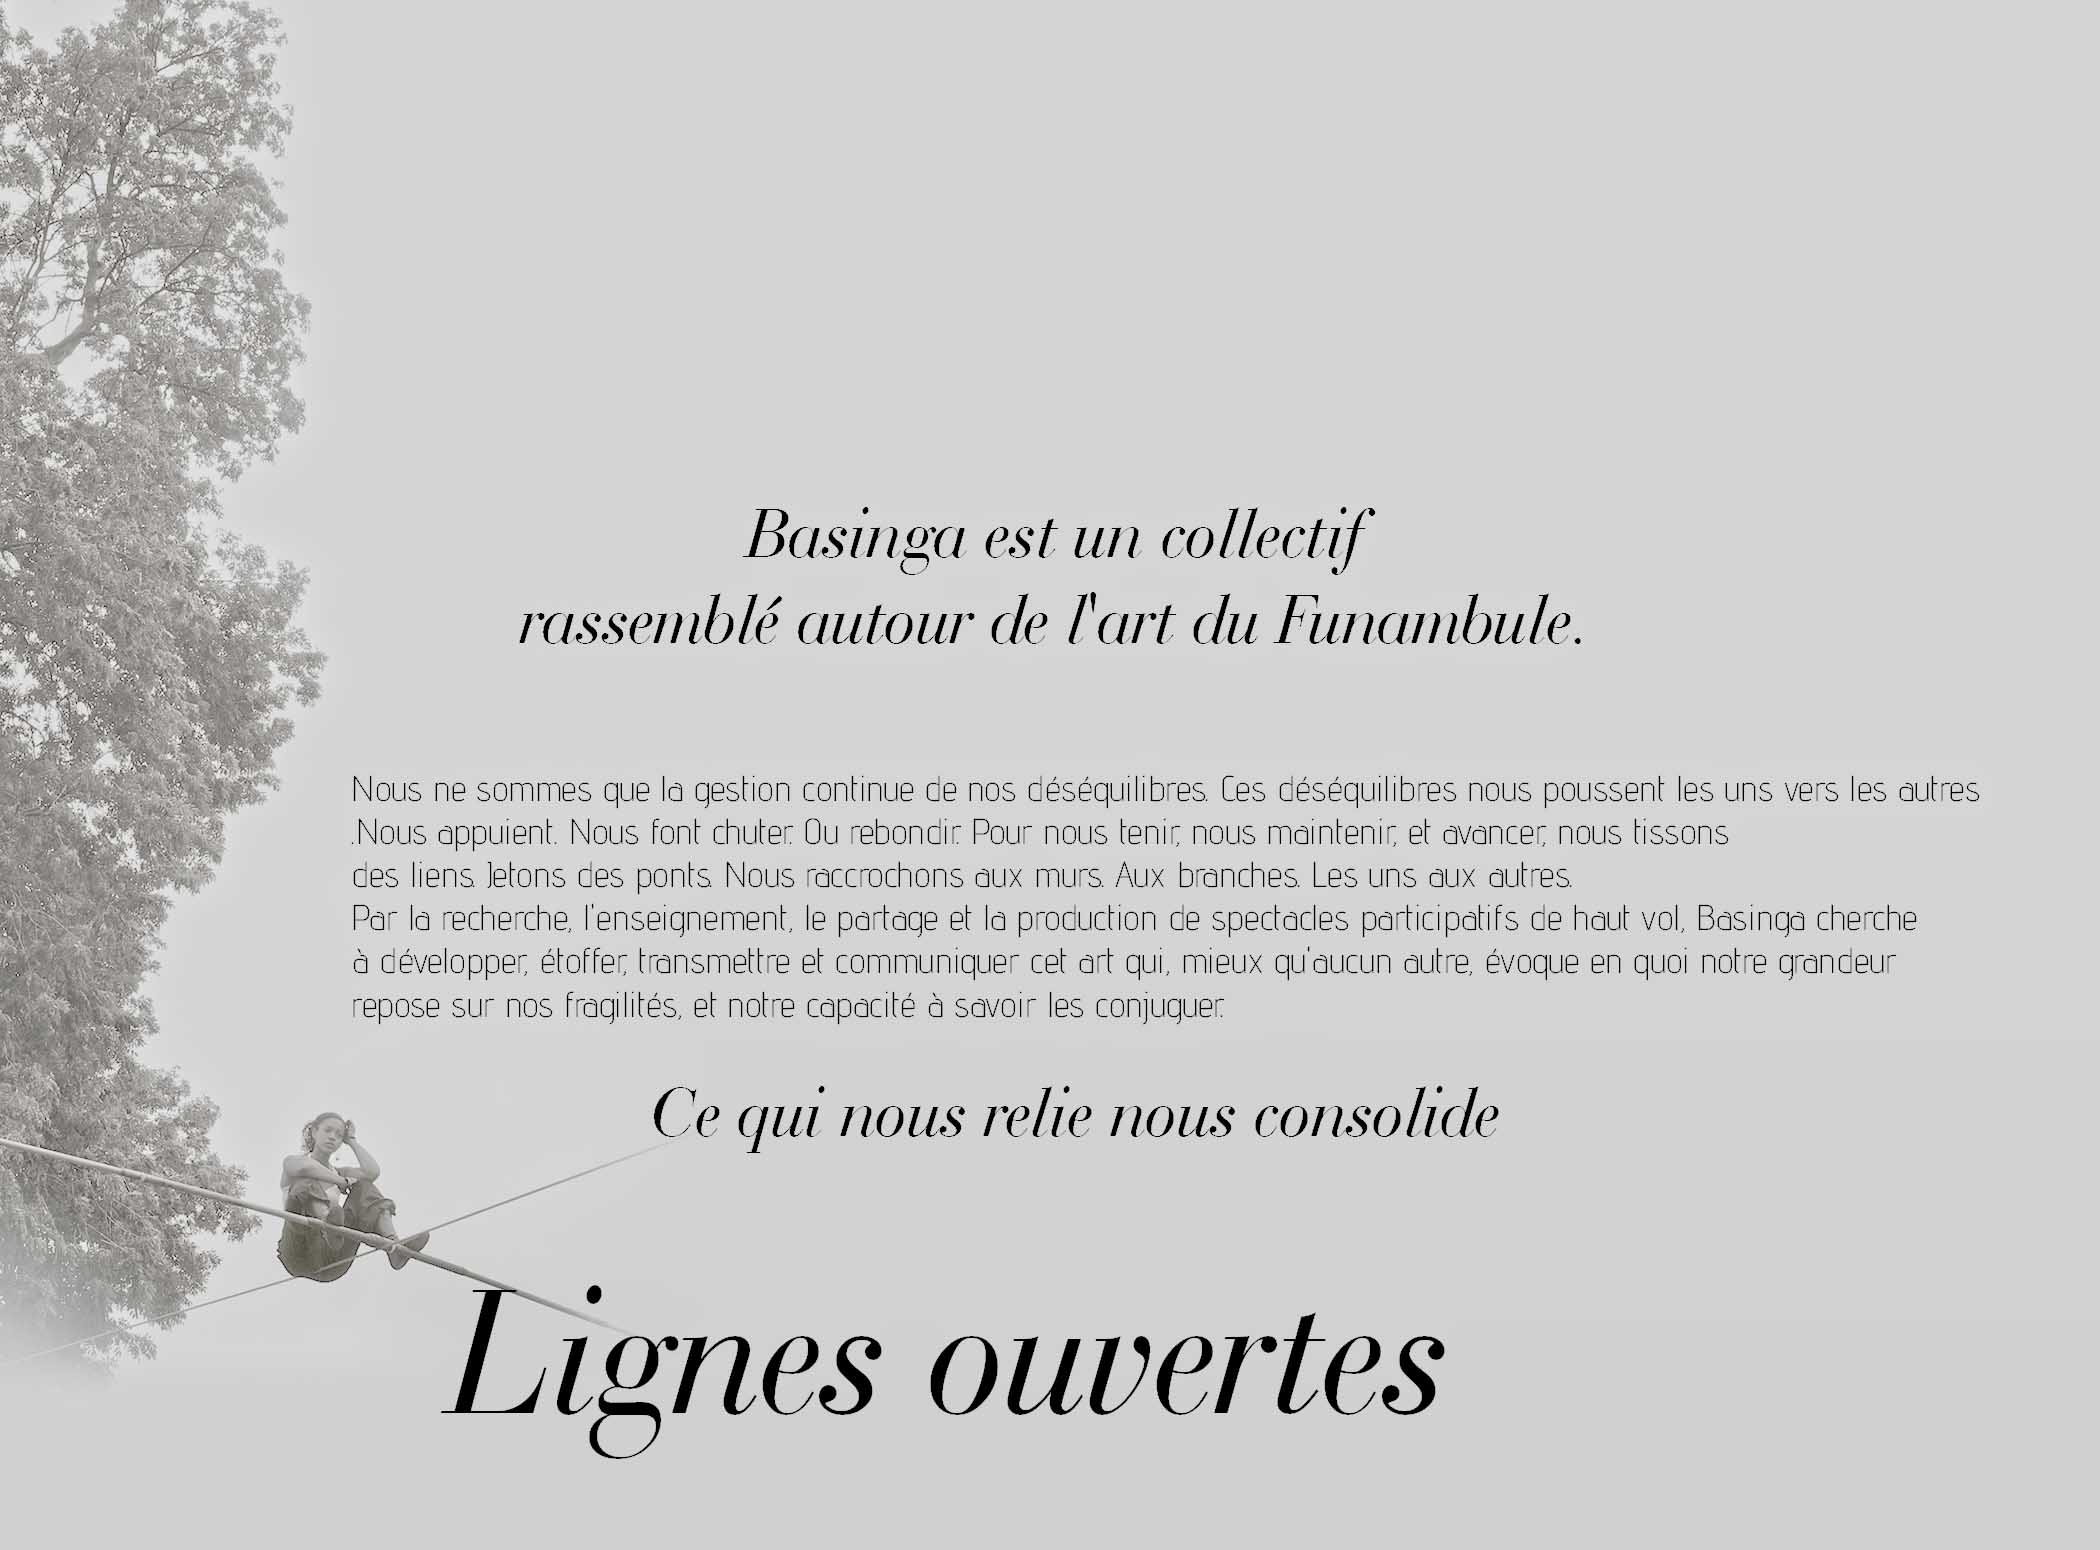 Basinga est un collectif
rassemblé autour de l'art du Funambule.
Nous ne sommes que la gestion continue de nos déséquilibres. Ces déséquilibres nous poussent les uns vers les autres
.Nous appuient. Nous font chuter. Ou rebondir. Pour nous tenir, nous maintenir, et avancer, nous tissons
des liens. Jetons des ponts. Nous raccrochons aux murs. Aux branches. Les uns aux autres.
Par la recherche, l'enseignement, le partage et la production de spectacles participatifs de haut vol, Basinga cherche
à développer, étoffer, transmettre et communiquer cet art qui, mieux qu'aucun autre, évoque en quoi notre grandeur
repose sur nos fragilités, et notre capacité à savoir les conjuguer.
Ce qui nous relie nous consolide
Lignes ouvertes